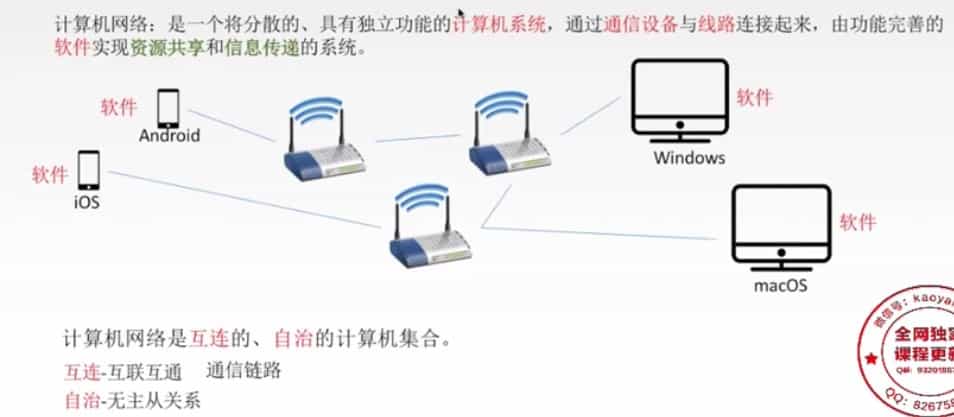 计算机网络：是一个将分散的、具有独立功能的计算机系统，通过通信设备与线路连接起来，由功能完善的
软件实现资源共享和信息传递的系统。
软件
Android
软件
Windows
软件
iOS
软件
macOS
计算机网络是互连的、自治的计算机集合。
互连-互联互通 通信链路
自治-无主从关系
微信号：kaoya
全网独家
课程更新
QQ：82675